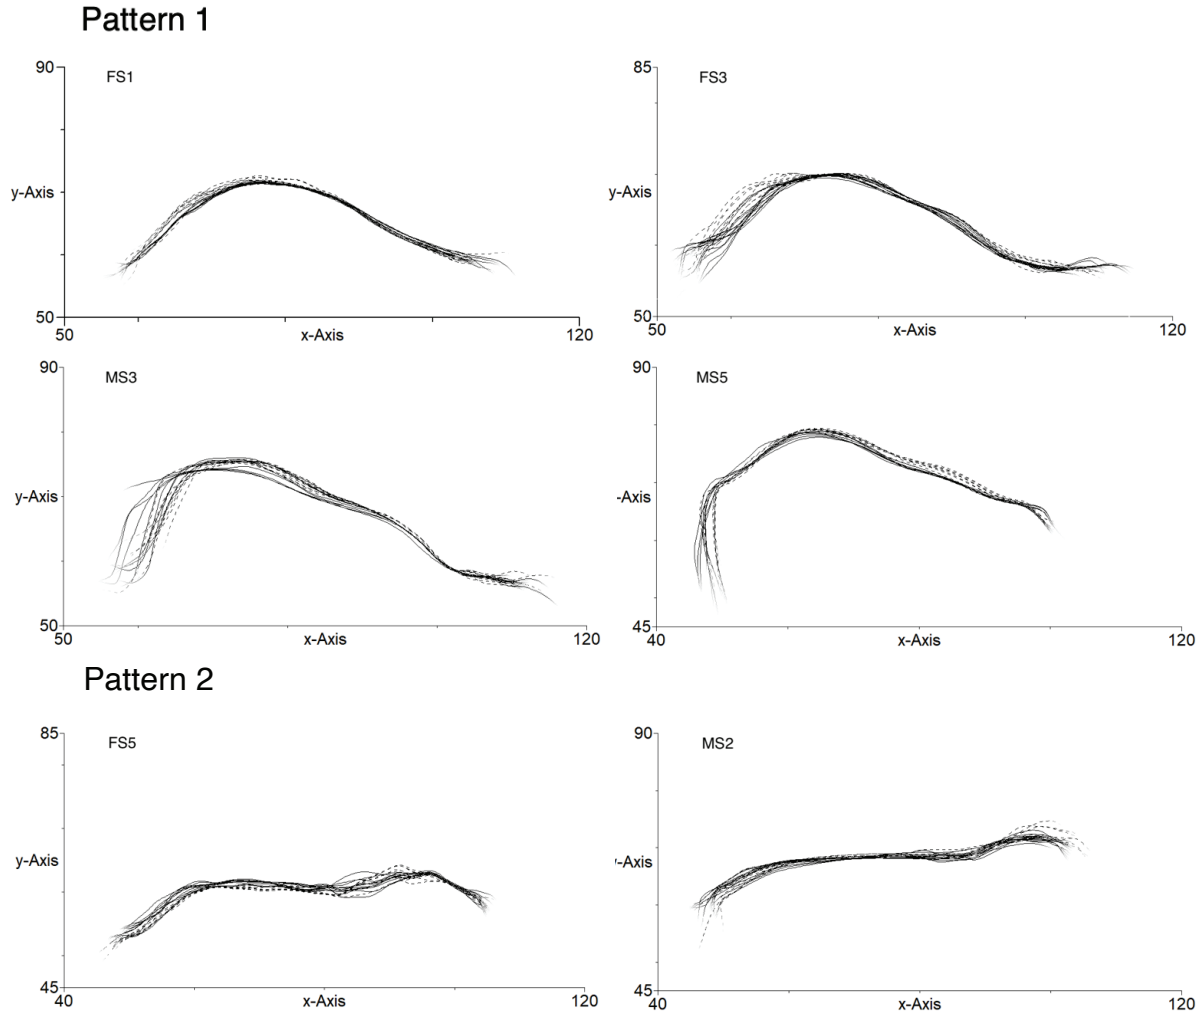 Pattern 1
90
FS1
y-Axis
50
50
x-Axis
120
85
FS3
y-Axis
50
50
x-Axis
120
90
MS3
y-Axis
50
50
x-Axis
120
90
MS5
-Axis
45
40
x-Axis
120
Pattern 2
85
FS5
y-Axis
45
40
x-Axis
120
90
MS2
-Axis
45
40
x-Axis
120